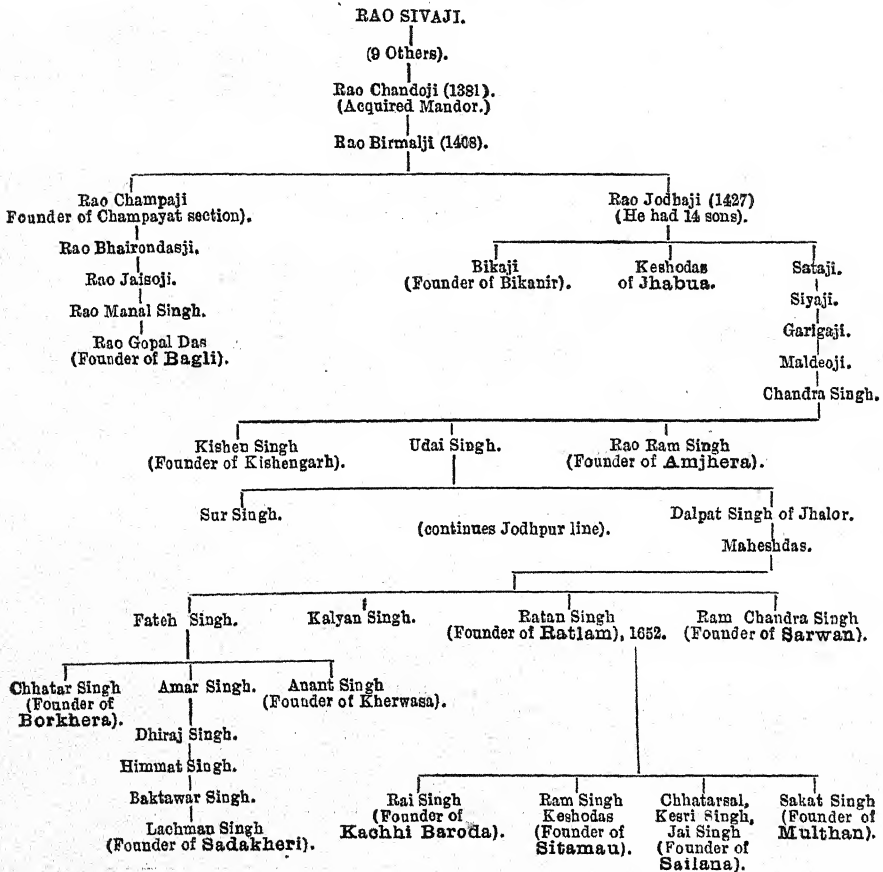 RAO SIVAJI.
(9 Others).
Rao Chandoji (1381).
(Acquired Mandor.)
Rao Birmalji (1408).
Rao Champaji
Founder of Champayat section).
Rao Bhairondasji.
Rao Jaisoji.
Rao Manal Singh.
Rao Gopal Das
(Founder of Bagli).
Rao Jodhaji (1427)
(He had 14 sons).
Bikaji
(Founder of Bikanir).
Keshodas
of Jhabua.
Sataji.
Siyaji.
Garigaji.
Maldeoji.
Chandra Singh.
Kishen Singh
(Founder of Kishengarh).
Udai Singh.
Rao Ram Singh
(Founder of Amjhera).
Sur Singh.
(continues Jodhpur line).
Dalpat Singh of Jhalor.
Maheshdas.
Fateh Singh.
Kalyan Singh.
Ratan Singh
(Founder of Ratlam), 1652.
Ram Chandra Singh
(Founder of Sarwan).
Chhatar Singh
(Founder of
Borkhera).
Amar Singh.
Anant Singh
(Founder of Kherwasa).
Dhiraj Singh.
Himmat Singh.
Baktawar Singh.
Lachman Singh
(Founder of Sadakheri).
Rai Singh
(Founder of
Kachhi Baroda).
Ram Singh
Keshodas
(Founder of
Sitamau).
Chhatarsal,
Kesri Singh,
Jai Singh
(Founder of
Sailana).
Sakat Singh
(Founder of
Multhan).